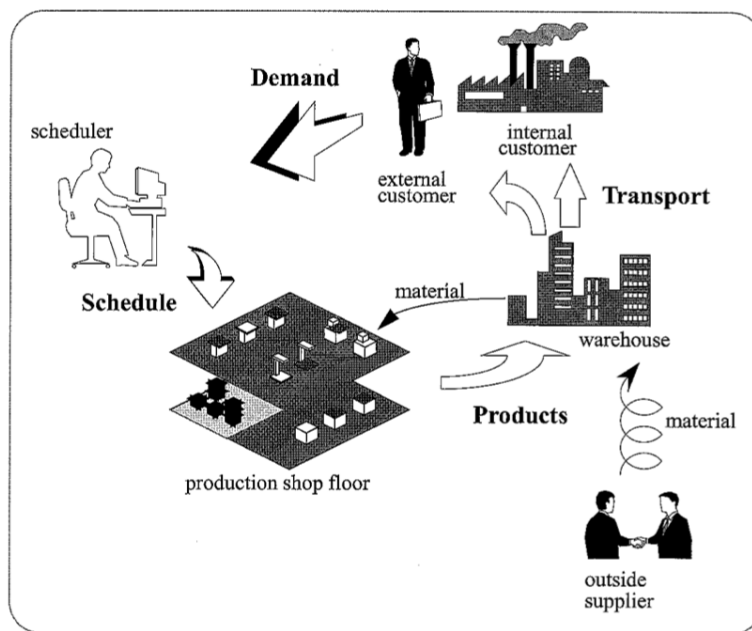 Demand
scheduler
internal
customer
external
customer
Transport
Schedule
material
warehouse
Products
material
production shop floor
outside
supplier